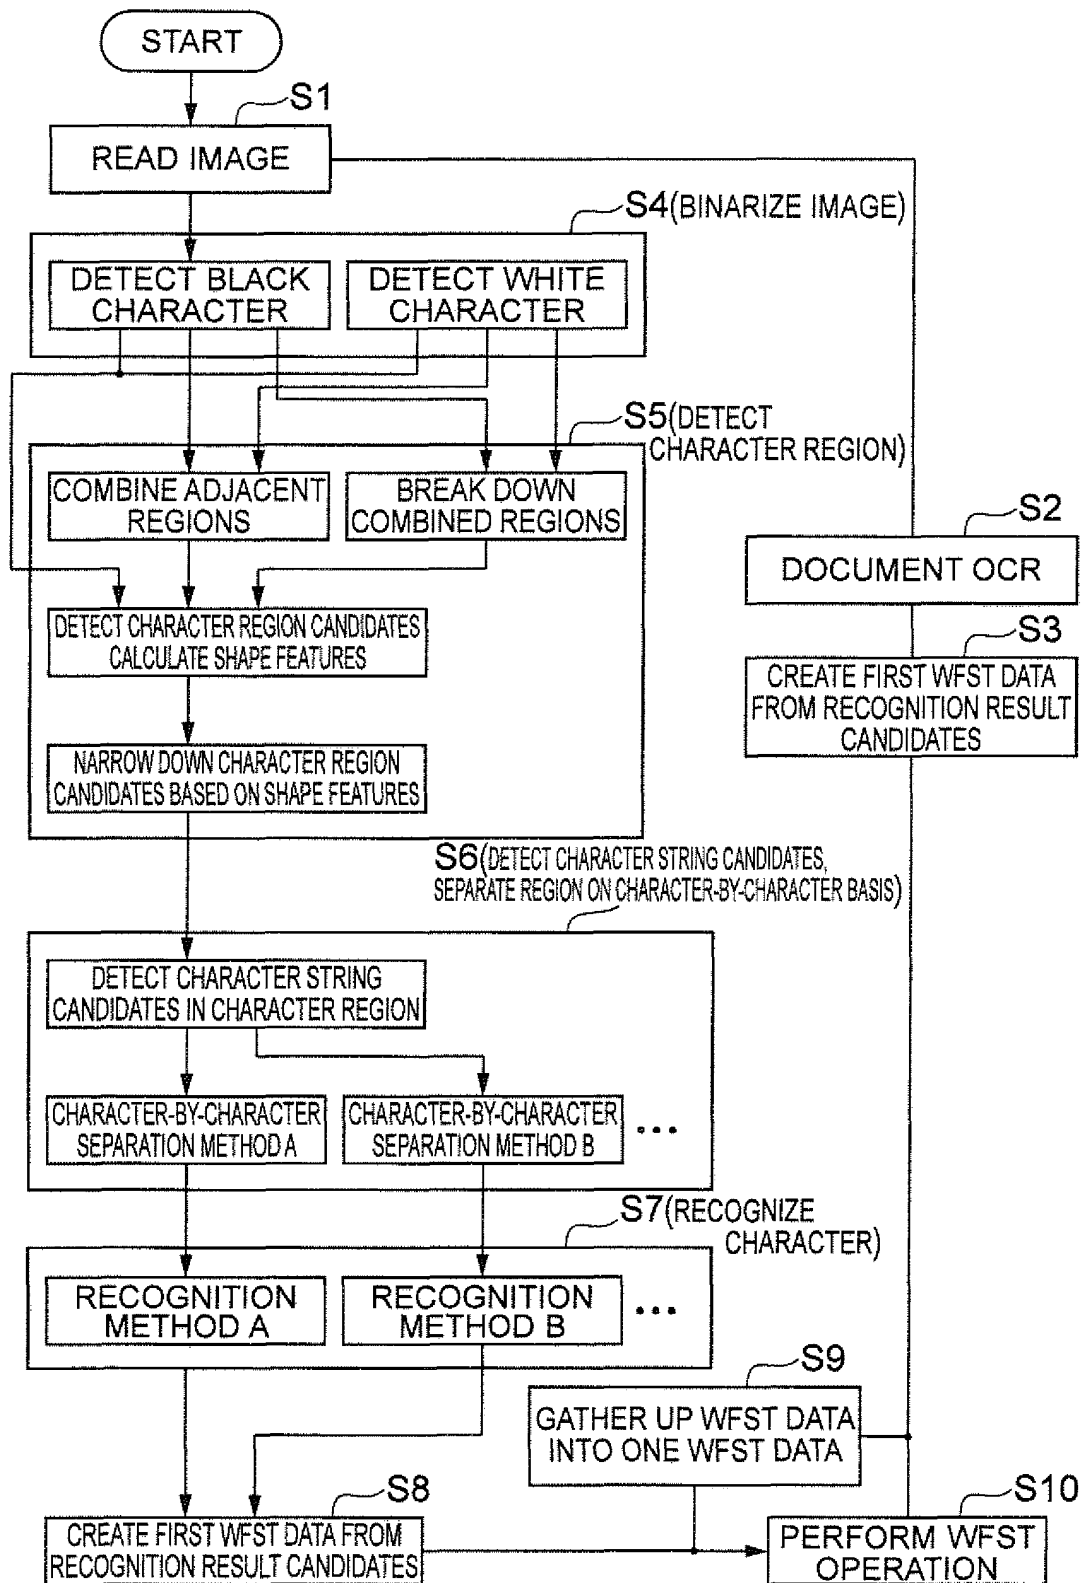 START
S1
READ IMAGE
S4(BINARIZE IMAGE)
DETECT BLACK
CHARACTER
DETECT WHITE
CHARACTER
S5(DETECT
CHARACTER REGION)
COMBINE ADJACENT
REGIONS
BREAK DOWN
COMBINED REGIONS
S2
DOCUMENT OCR
DETECT CHARACTER REGION CANDIDATES
CALCULATE SHAPE FEATURES
S3
CREATE FIRST WFST DATA
FROM RECOGNITION RESULT
CANDIDATES
NARROW DOWN CHARACTER REGION
CANDIDATES BASED ON SHAPE FEATURES
S6(DETECT CHARACTER STRING CANDIDATES,
SEPARATE REGION ON CHARACTER-BY-CHARACTER BASIS)
DETECT CHARACTER STRING
CANDIDATES IN CHARACTER REGION
CHARACTER-BY-CHARACTER
SEPARATION METHOD A
CHARACTER-BY-CHARACTER
SEPARATION METHOD B
...
S7(RECOGNIZE
CHARACTER)
RECOGNITION
METHOD A
RECOGNITION
METHOD B
...
S9
GATHER UP WFST DATA
INTO ONE WFST DATA
S8
CREATE FIRST WFST DATA FROM
RECOGNITION RESULT CANDIDATES
S10
PERFORM WFST
OPERATION